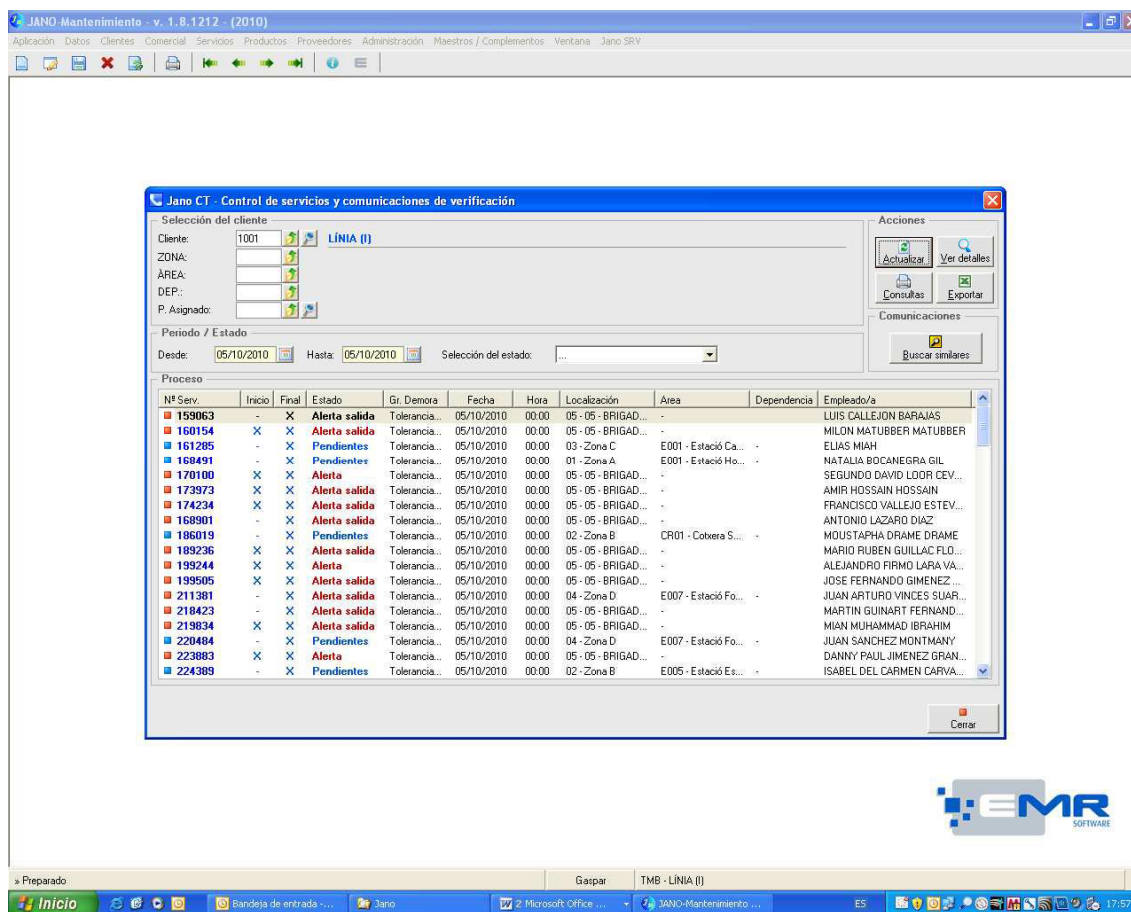 JANO-Mantenimiento - v. 1.8.1212 - (2010)
Aplicación Datos Clientes Comercial Servicios Productos Proveedores Administración Maestros / Complementos Ventana Jano SRV
Jano CT - Control de servicios y comunicaciones de verificación
Selección del cliente
Cliente: 1001 LÍNIA (I)
ZONA:
ÀREA:
DEP.:
P. Asignado:
Acciones
Actualizar Ver detalles
Consultas Exportar
Comunicaciones
Buscar similares
Periodo / Estado
Desde: 05/10/2010 Hasta: 05/10/2010 Selección del estado: ...
Proceso
Nº Serv. Inicio Final Estado Gr. Demora Fecha Hora Localización Area Dependencia Empleado/a
159063 - X Alerta salida Tolerancia... 05/10/2010 00:00 05 - 05 - BRIGAD... - LUIS CALLEJON BARAJAS
160154 X X Alerta salida Tolerancia... 05/10/2010 00:00 05 - 05 - BRIGAD... - MILON MATUBBER MATUBBER
161285 - X Pendientes Tolerancia... 05/10/2010 00:00 03 - Zona C E001 - Estació Ca... - ELIAS MIAH
168491 - X Pendientes Tolerancia... 05/10/2010 00:00 01 - Zona A E001 - Estació Ho... - NATALIA BOCANEGRA GIL
170100 X X Alerta Tolerancia... 05/10/2010 00:00 05 - 05 - BRIGAD... - SEGUNDO DAVID LOOR CEV...
173973 X X Alerta salida Tolerancia... 05/10/2010 00:00 05 - 05 - BRIGAD... - AMIR HOSSAIN HOSSAIN
174234 X X Alerta salida Tolerancia... 05/10/2010 00:00 05 - 05 - BRIGAD... - FRANCISCO VALLEJO ESTEV...
168901 - X Alerta salida Tolerancia... 05/10/2010 00:00 05 - 05 - BRIGAD... - ANTONIO LAZARO DIAZ
186019 - X Pendientes Tolerancia... 05/10/2010 00:00 02 - Zona B CR01 - Cotxera S... - MOUSTAPHA DRAME DRAME
189236 X X Alerta salida Tolerancia... 05/10/2010 00:00 05 - 05 - BRIGAD... - MARIO RUBEN GUILLAC FLO...
199244 X X Alerta Tolerancia... 05/10/2010 00:00 05 - 05 - BRIGAD... - ALEJANDRO FIRMO LARA VA...
199505 X X Alerta salida Tolerancia... 05/10/2010 00:00 05 - 05 - BRIGAD... - JOSE FERNANDO GIMENEZ ...
211381 - X Alerta salida Tolerancia... 05/10/2010 00:00 04 - Zona D E007 - Estació Fo... - JUAN ARTURO VINCES SUAR...
218423 - X Alerta salida Tolerancia... 05/10/2010 00:00 05 - 05 - BRIGAD... - MARTIN GUINART FERNAND...
219834 X X Alerta salida Tolerancia... 05/10/2010 00:00 05 - 05 - BRIGAD... - MIAN MUHAMMAD IBRAHIM
220484 - X Pendientes Tolerancia... 05/10/2010 00:00 04 - Zona D E007 - Estació Fo... - JUAN SANCHEZ MONTMANY
223883 X X Alerta Tolerancia... 05/10/2010 00:00 05 - 05 - BRIGAD... - DANNY PAUL JIMENEZ GRAN...
224389 - X Pendientes Tolerancia... 05/10/2010 00:00 02 - Zona B E005 - Estació Es... - ISABEL DEL CARMEN CARVA...
Cerrar
EMR
SOFTWARE
» Preparado Gaspar TMB - LÍNIA (I)
Inicio Bandeja de entrada -... Jano 2 Microsoft Office ... JANO-Mantenimiento ... ES 17:57